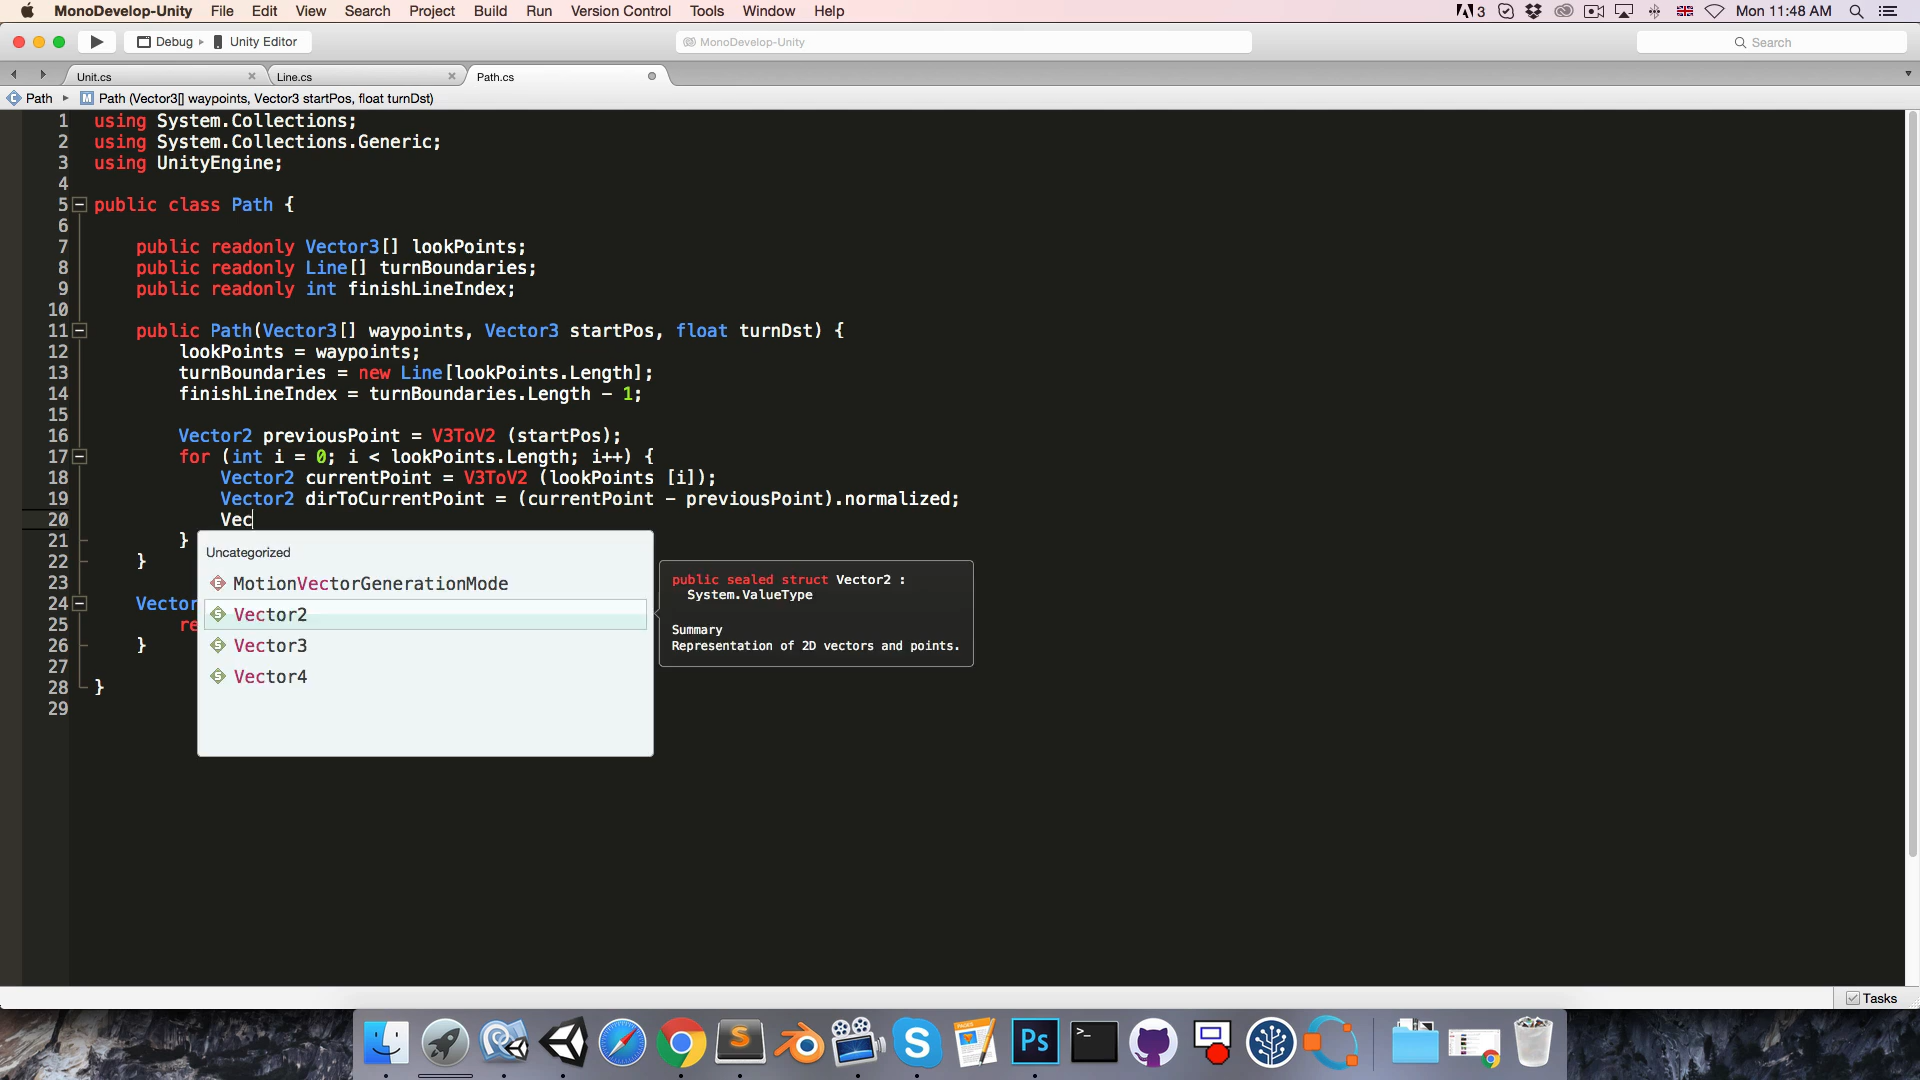 MonoDevelop-Unity File Edit View Search Project Build Run Version Control Tools Window Help 3 Mon 11:48 AM
Debug Unity Editor MonoDevelop-Unity Search
Unit.cs Line.cs Path.cs
Path Path (Vector3[] waypoints, Vector3 startPos, float turnDst)
1 using System.Collections;
2 using System.Collections.Generic;
3 using UnityEngine;
4
5 public class Path {
6
7 public readonly Vector3[] lookPoints;
8 public readonly Line[] turnBoundaries;
9 public readonly int finishLineIndex;
10
11 public Path(Vector3[] waypoints, Vector3 startPos, float turnDst) {
12 lookPoints = waypoints;
13 turnBoundaries = new Line[lookPoints.Length];
14 finishLineIndex = turnBoundaries.Length - 1;
15
16 Vector2 previousPoint = V3ToV2 (startPos);
17 for (int i = 0; i < lookPoints.Length; i++) {
18 Vector2 currentPoint = V3ToV2 (lookPoints [i]);
19 Vector2 dirToCurrentPoint = (currentPoint - previousPoint).normalized;
20 Vec
21 }
22 }
23
24 Vector
25 re
26 }
27
28 }
29
Uncategorized
MotionVectorGenerationMode
Vector2
Vector3
Vector4
public sealed struct Vector2 :
System.ValueType
Summary
Representation of 2D vectors and points.
Tasks